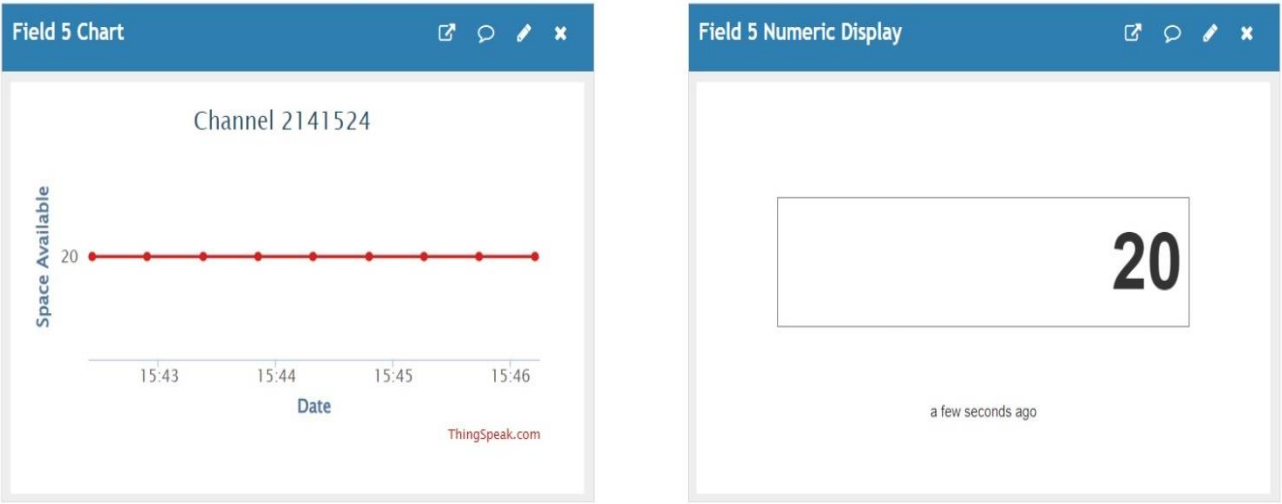 Field 5 Chart
Channel 2141524
Space Available
20
15:43 15:44 15:45 15:46
Date
ThingSpeak.com
Field 5 Numeric Display
20
a few seconds ago